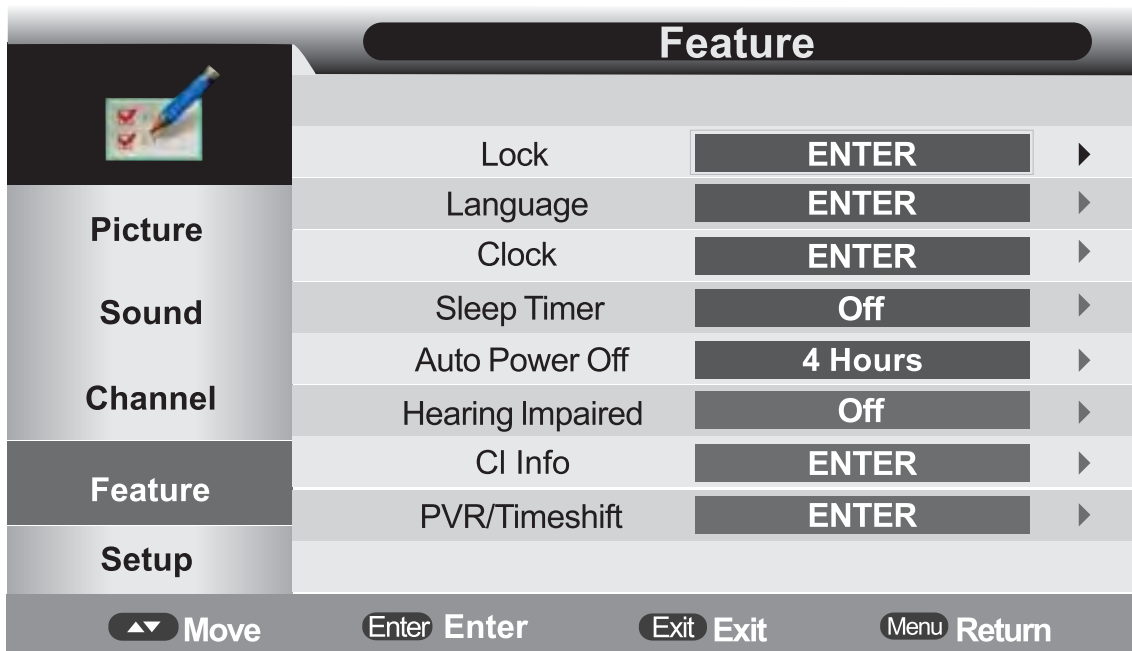 Feature
Lock ENTER
Language ENTER
Clock ENTER
Sleep Timer Off
Auto Power Off 4 Hours
Hearing Impaired Off
CI Info ENTER
PVR/Timeshift ENTER
Picture
Sound
Channel
Feature
Setup
Move Enter Enter Exit Exit Menu Return